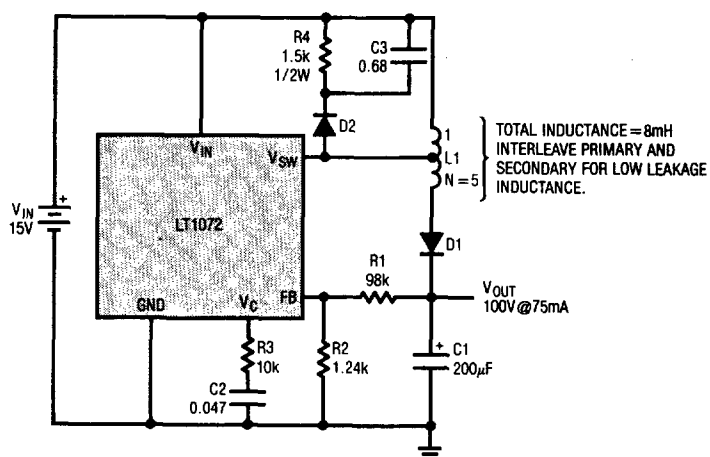 R4
1.5k
1/2W
C3
0.68
D2
1
L1
N=5
TOTAL INDUCTANCE=8mH
INTERLEAVE PRIMARY AND
SECONDARY FOR LOW LEAKAGE
INDUCTANCE.
VIN
VSW
LT1072
+
VIN
15V
D1
R1
98k
VOUT
100V@75mA
GND
VC
FB
R3
10k
R2
1.24k
+
C1
200µF
C2
0.047